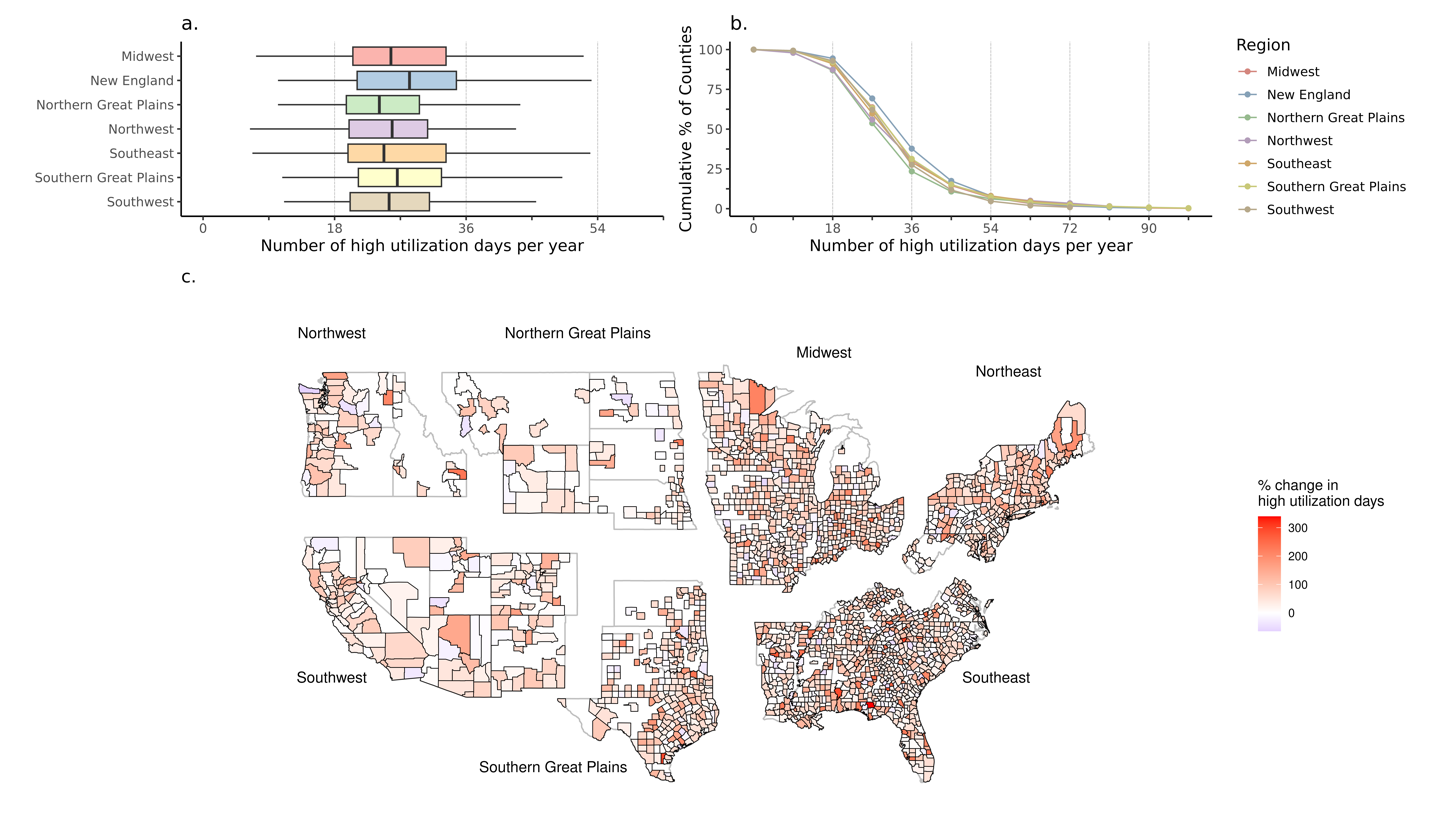 a.
Midwest
New England
Northern Great Plains
Northwest
Southeast
Southern Great Plains
Southwest
0 18 36 54
Number of high utilization days per year
b.
Cumulative % of Counties
100
75
50
25
0
0 18 36 54 72 90
Number of high utilization days per year
Region
Midwest
New England
Northern Great Plains
Northwest
Southeast
Southern Great Plains
Southwest
c.
Northwest
Northern Great Plains
Midwest
Northeast
Southwest
Southeast
Southern Great Plains
% change in
high utilization days
300
200
100
0